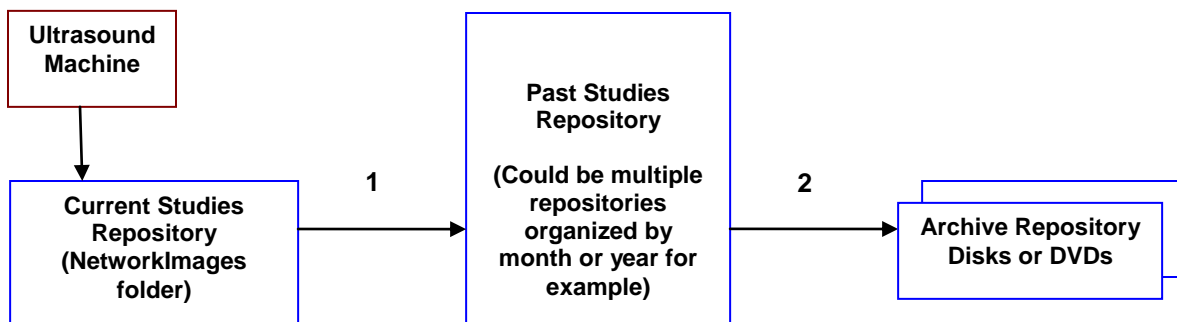 Ultrasound
Machine
Current Studies
Repository
(NetworkImages
folder)
1
Past Studies
Repository
(Could be multiple
repositories
organized by
month or year for
example)
2
Archive Repository
Disks or DVDs